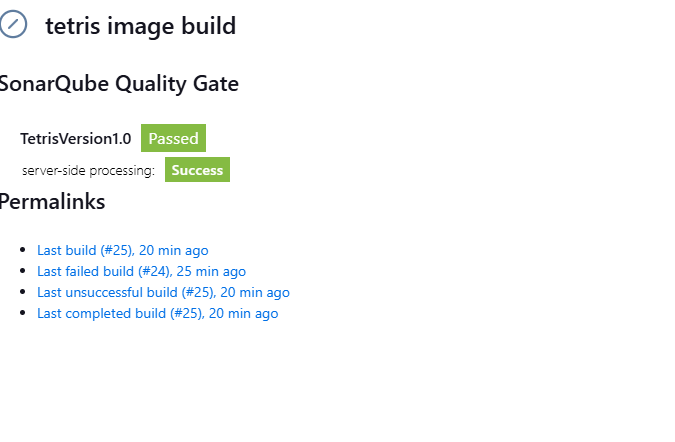 tetris image build
SonarQube Quality Gate
TetrisVersion1.0 Passed
server-side processing: Success
Permalinks
Last build (#25), 20 min ago
Last failed build (#24), 25 min ago
Last unsuccessful build (#25), 20 min ago
Last completed build (#25), 20 min ago